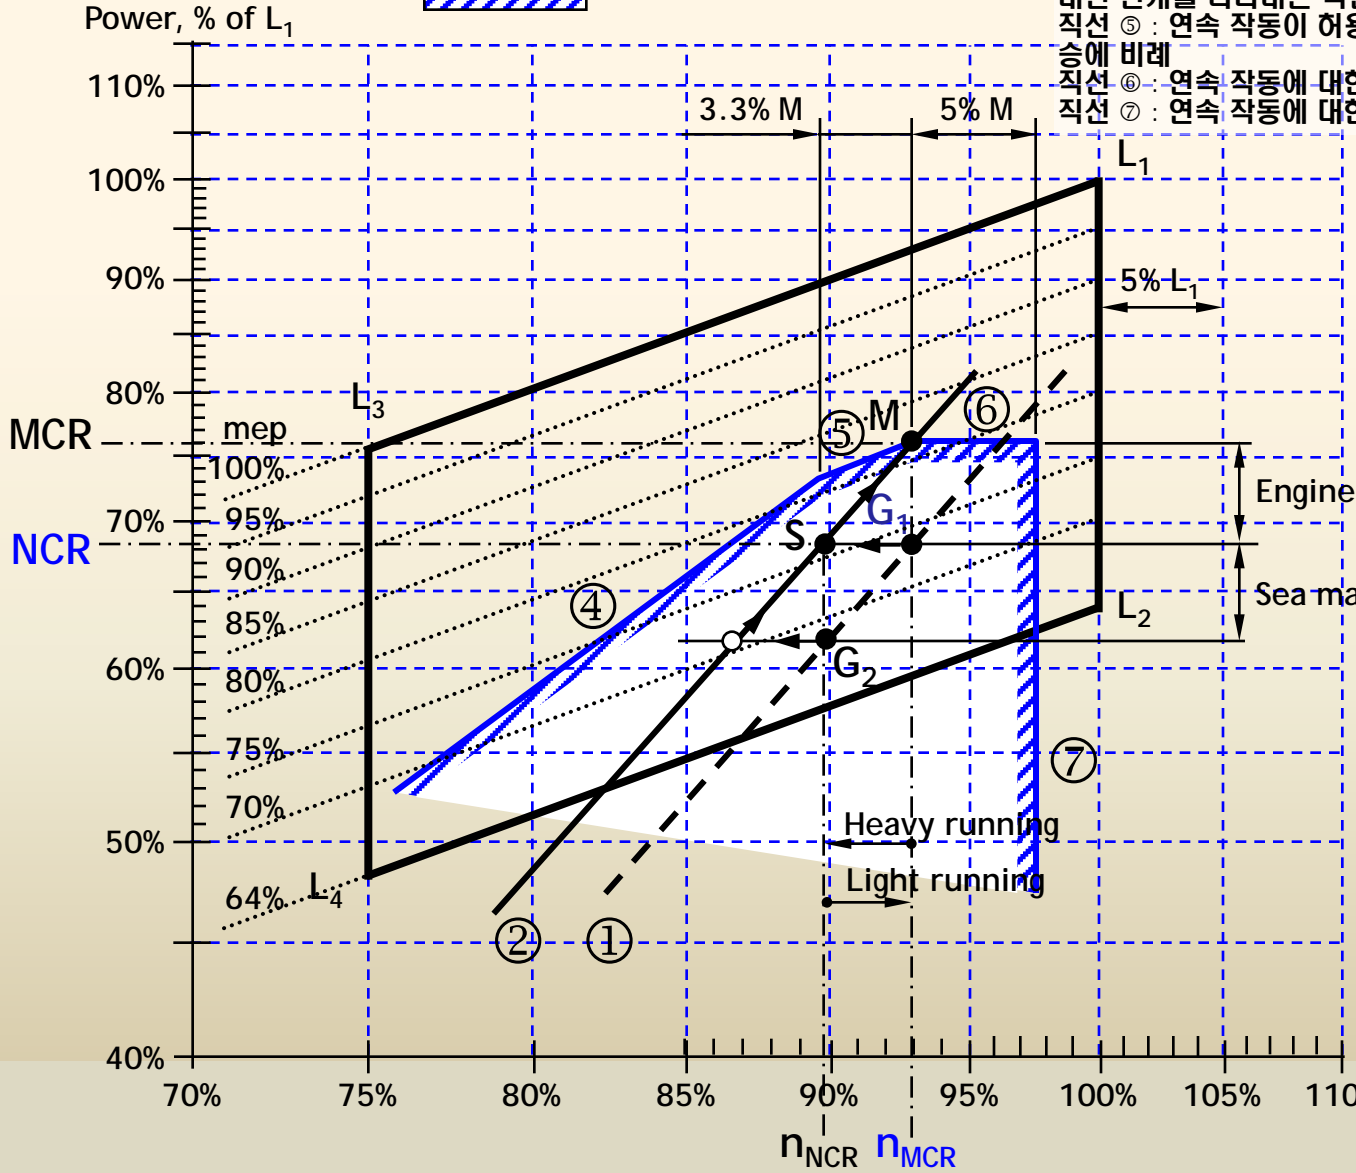 Power, % of L1
직선 ⑤ : 연속 작동이 허용
승에 비례
직선 ⑥ : 연속 작동에 대한
직선 ⑦ : 연속 작동에 대한
110%
3.3% M
5% M
L1
100%
90%
5% L1
80%
L3
M
⑥
⑤
MCR
mep
100%
Engine
95%
70%
G1
S
NCR
90%
④
85%
Sea ma
L2
60%
80%
G2
75%
⑦
70%
50%
Heavy running
64%
L4
Light running
②
①
40%
70%
75%
80%
85%
90%
95%
100%
105%
110
nNCR
nMCR